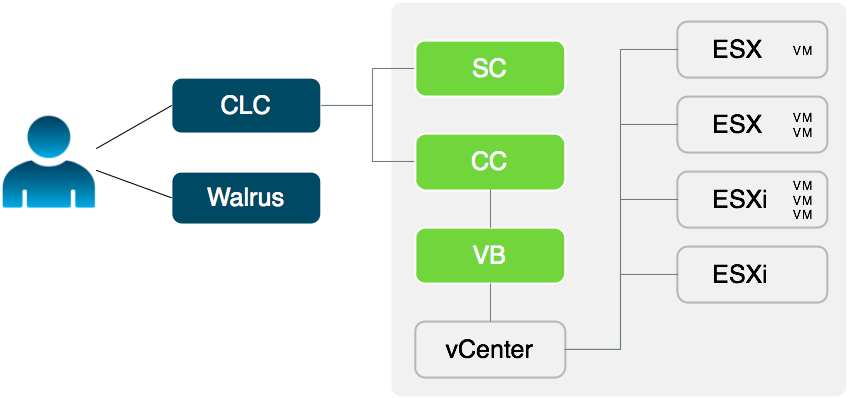 CLC
Walrus
SC
CC
VB
vCenter
ESX VM
ESX VM
VM
ESXi VM
VM
VM
ESXi